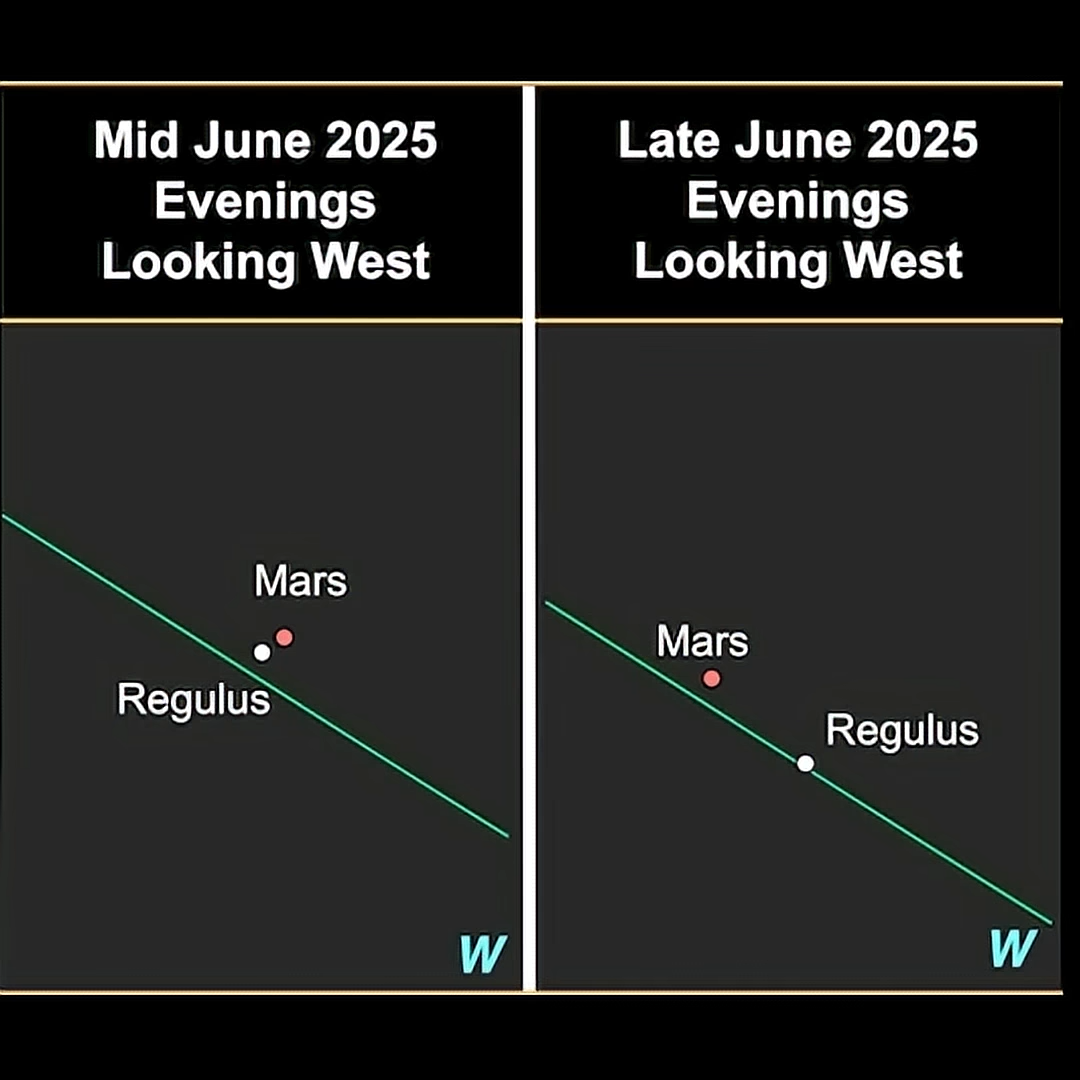 Mid June 2025
Evenings
Looking West
Mars
Regulus
W
Late June 2025
Evenings
Looking West
Mars
Regulus
W